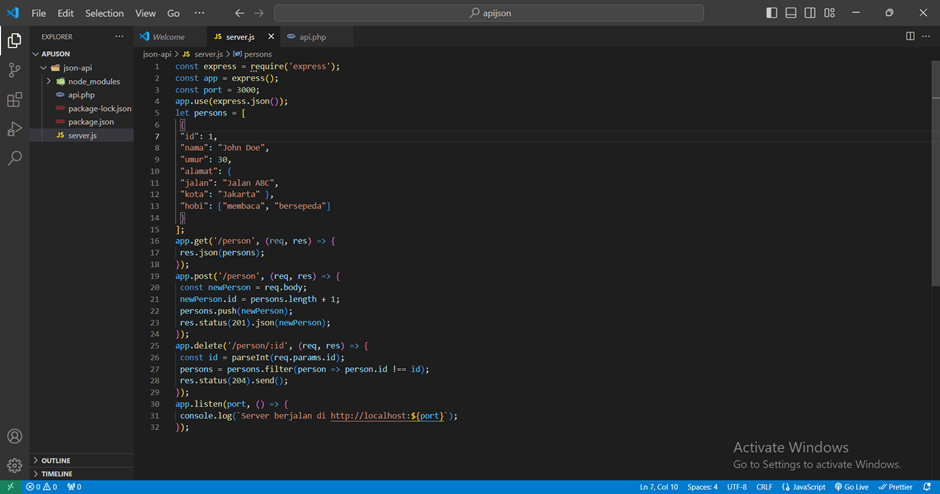 File Edit Selection View Go ··· apijson
EXPLORER ···
APIJSON
json-api
node_modules
api.php
package-lock.json
package.json
JS server.js
OUTLINE
TIMELINE
Welcome JS server.js api.php
json-api > JS server.js > persons
1 const express = require('express');
2 const app = express();
3 const port = 3000;
4 app.use(express.json());
5 let persons = [
6 {
7 "id": 1,
8 "nama": "John Doe",
9 "umur": 30,
10 "alamat": {
11 "jalan": "Jalan ABC",
12 "kota": "Jakarta" },
13 "hobi": ["membaca", "bersepeda"]
14 }
15 ];
16 app.get('/person', (req, res) => {
17 res.json(persons);
18 });
19 app.post('/person', (req, res) => {
20 const newPerson = req.body;
21 newPerson.id = persons.length + 1;
22 persons.push(newPerson);
23 res.status(201).json(newPerson);
24 });
25 app.delete('/person/:id', (req, res) => {
26 const id = parseInt(req.params.id);
27 persons = persons.filter(person => person.id !== id);
28 res.status(204).send();
29 });
30 app.listen(port, () => {
31 console.log(`Server berjalan di http://localhost:${port}`);
32 });
Activate Windows
Go to Settings to activate Windows.
0 0 0 Ln 7, Col 10 Spaces: 4 UTF-8 CRLF JavaScript Go Live Prettier